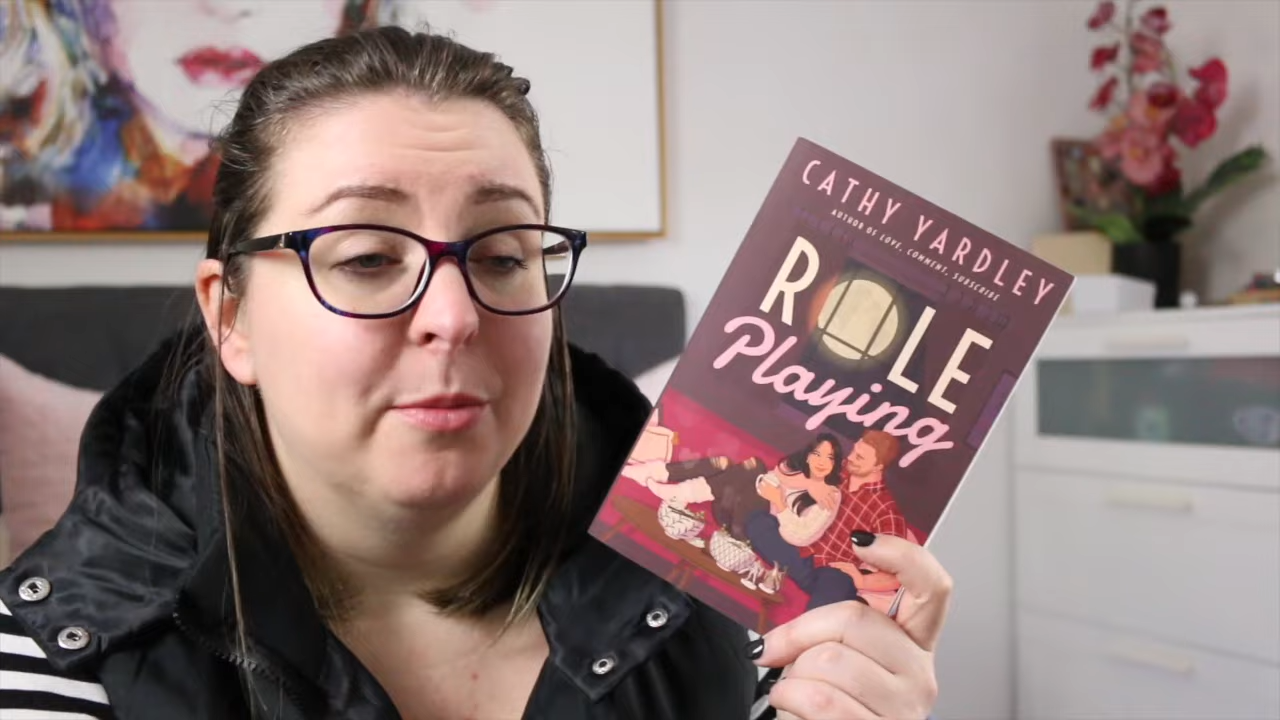 CATHY YARDLEY
AUTHOR OF LOVE, COMMENT, SUBSCRIBE
ROLE
Playing